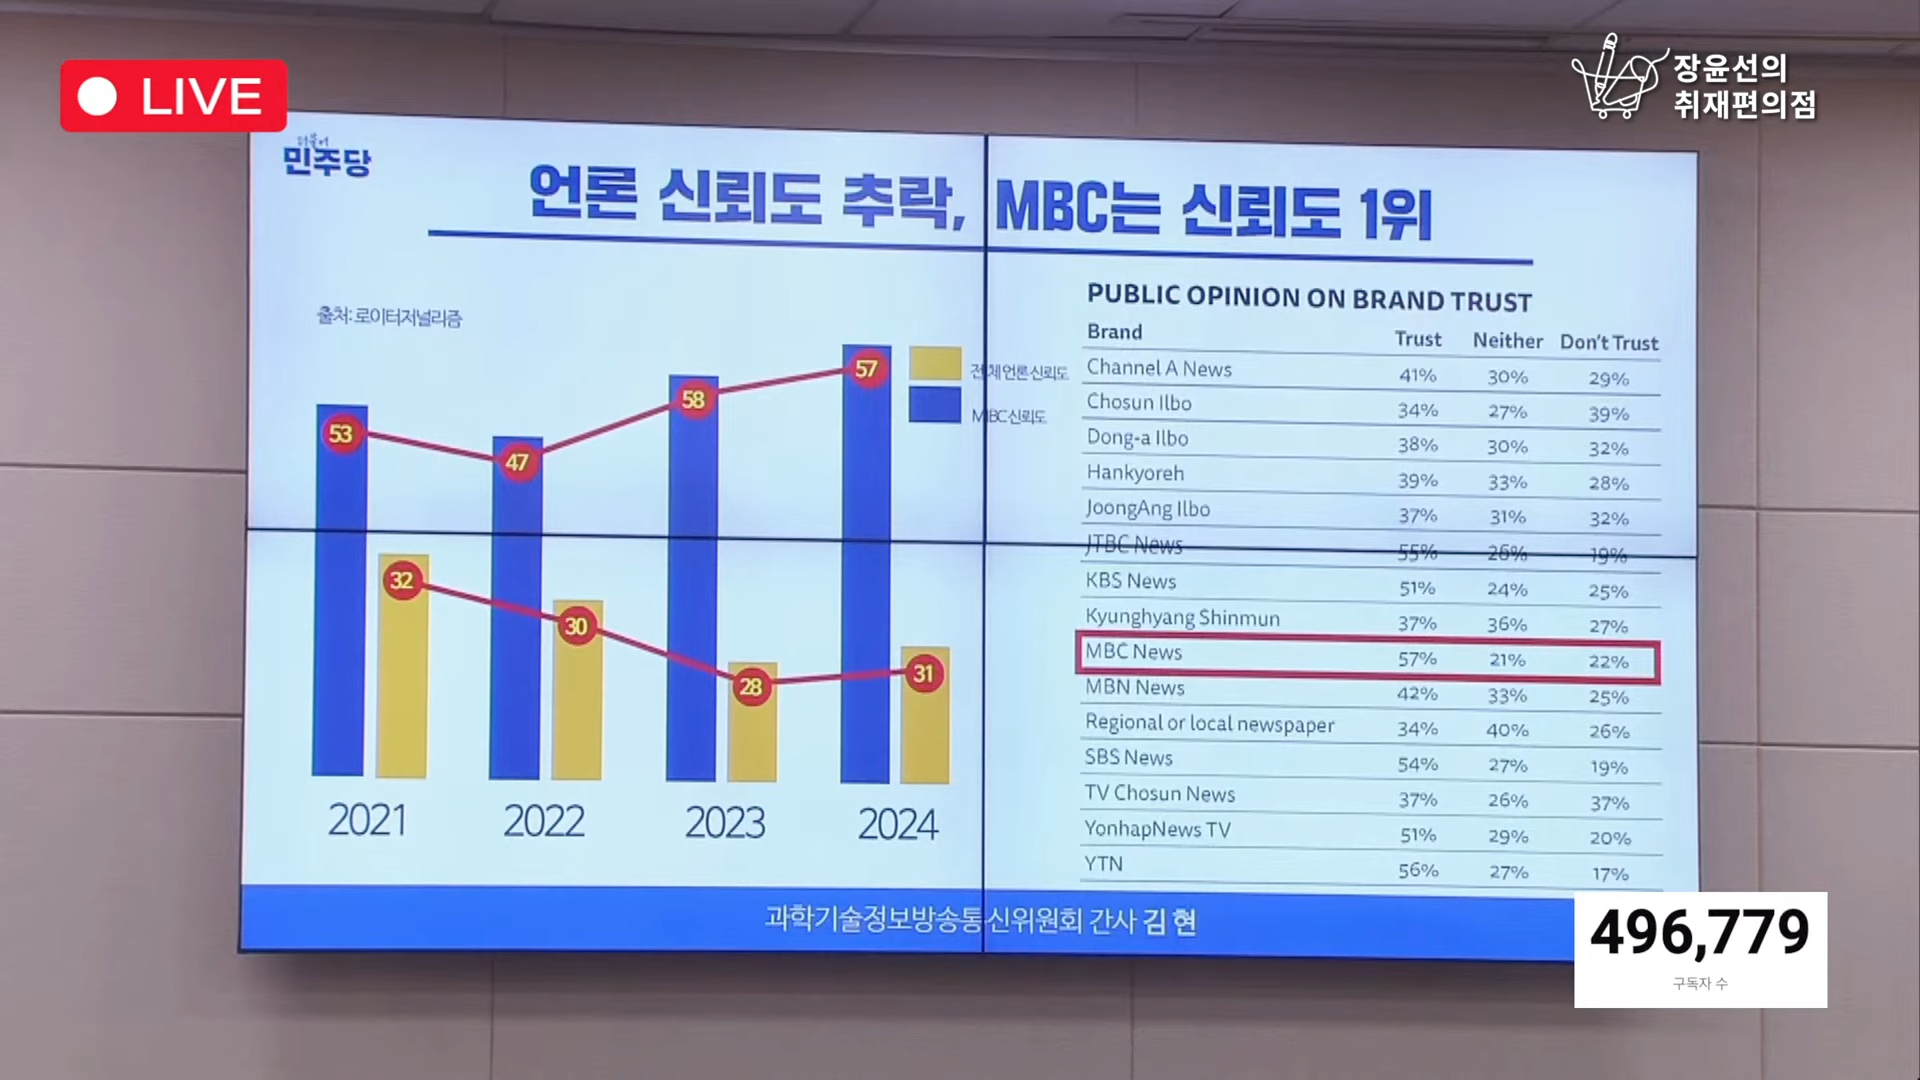 LIVE
장윤선의
취재편의점
더불어
민주당
언론 신뢰도 추락, MBC는 신뢰도 1위
출처: 로이터저널리즘
전체 언론 신뢰도
MBC 신뢰도
53
47
58
57
32
30
28
31
2021 2022 2023 2024
PUBLIC OPINION ON BRAND TRUST
Brand Trust Neither Don't Trust
Channel A News 41% 30% 29%
Chosun Ilbo 34% 27% 39%
Dong-a Ilbo 38% 30% 32%
Hankyoreh 39% 33% 28%
JoongAng Ilbo 37% 31% 32%
JTBC News 55% 26% 19%
KBS News 51% 24% 25%
Kyunghyang Shinmun 37% 36% 27%
MBC News 57% 21% 22%
MBN News 42% 33% 25%
Regional or local newspaper 34% 40% 26%
SBS News 54% 27% 19%
TV Chosun News 37% 26% 37%
YonhapNews TV 51% 29% 20%
YTN 56% 27% 17%
과학기술정보방송통신위원회 간사 김현
496,779
구독자 수